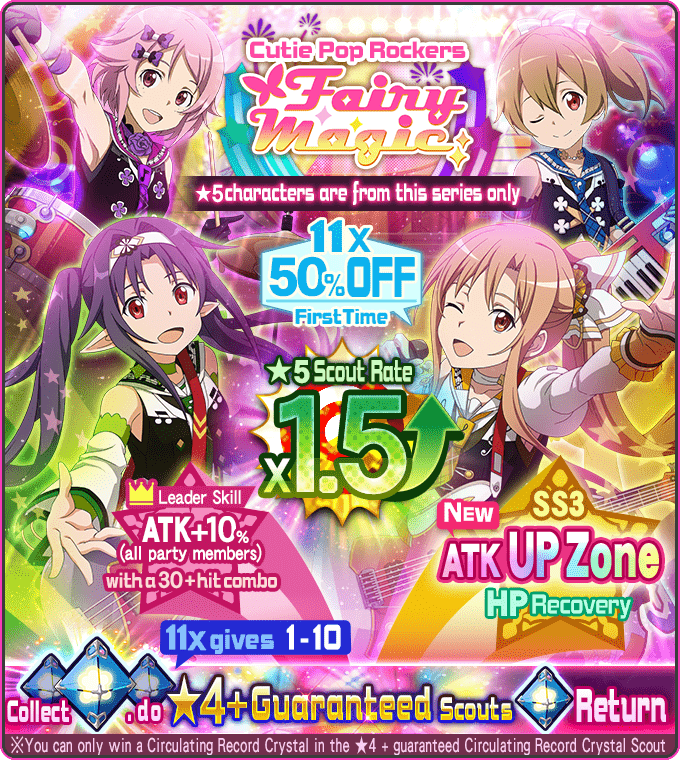 Cutie Pop Rockers
Fairy
Magic
★5characters are from this series only
11x
50%OFF
First Time
★5 Scout Rate
x1.5
Leader Skill
ATK+10%
(all party members)
with a 30+hit combo
New
SS3
ATK UP Zone
HP Recovery
11x gives 1-10
Collect .do ★4+Guaranteed Scouts Return
※You can only win a Circulating Record Crystal in the ★4 + guaranteed Circulating Record Crystal Scout